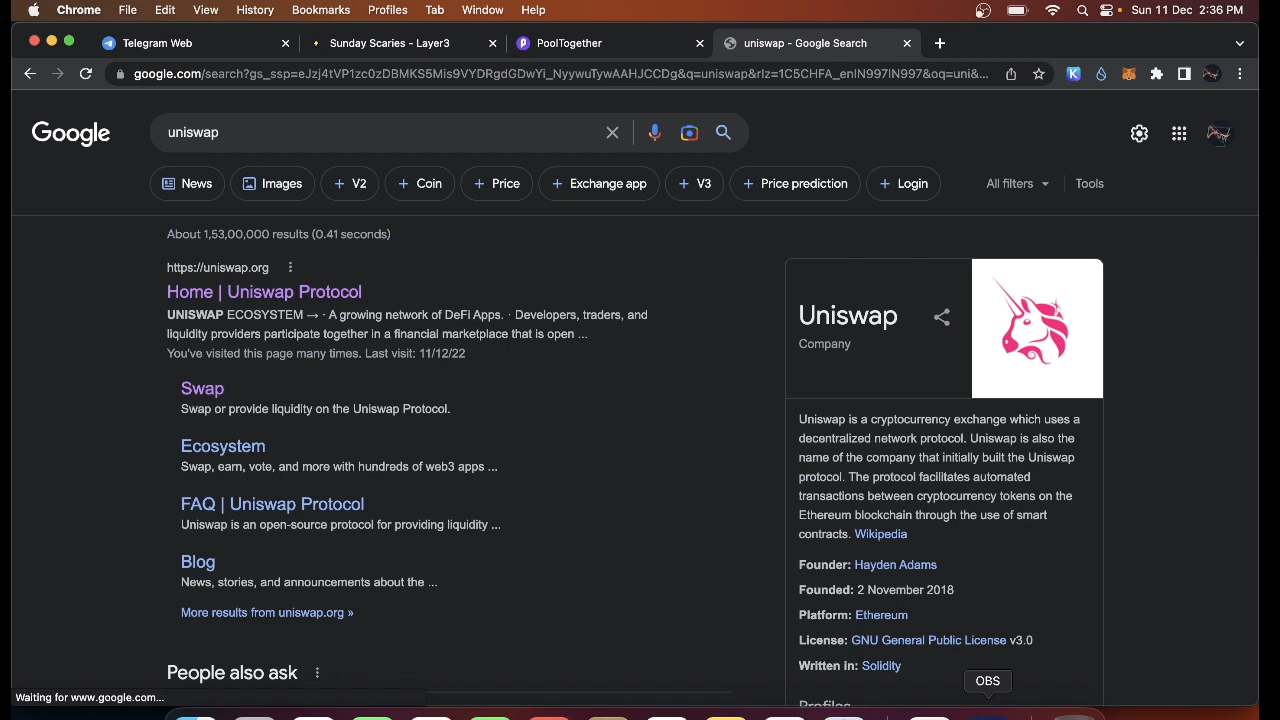 Chrome File Edit View History Bookmarks Profiles Tab Window Help Sun 11 Dec 2:36 PM
Telegram Web Sunday Scaries - Layer3 PoolTogether uniswap - Google Search
google.com/search?gs_ssp=eJzj4tVP1zc0zDBMKS5Mis9VYDRgdGDwYi_NyywuTywAAHJCCDg&q=uniswap&rlz=1C5CHFA_enIN997IN997&oq=uni&...
Google uniswap
News Images V2 Coin Price Exchange app V3 Price prediction Login All filters Tools
About 1,53,00,000 results (0.41 seconds)
https://uniswap.org
Home | Uniswap Protocol
UNISWAP ECOSYSTEM → · A growing network of DeFi Apps. · Developers, traders, and
liquidity providers participate together in a financial marketplace that is open ...
You've visited this page many times. Last visit: 11/12/22
Swap
Swap or provide liquidity on the Uniswap Protocol.
Ecosystem
Swap, earn, vote, and more with hundreds of web3 apps ...
FAQ | Uniswap Protocol
Uniswap is an open-source protocol for providing liquidity ...
Blog
News, stories, and announcements about the ...
More results from uniswap.org »
People also ask
Uniswap
Company
Uniswap is a cryptocurrency exchange which uses a
decentralized network protocol. Uniswap is also the
name of the company that initially built the Uniswap
protocol. The protocol facilitates automated
transactions between cryptocurrency tokens on the
Ethereum blockchain through the use of smart
contracts. Wikipedia
Founder: Hayden Adams
Founded: 2 November 2018
Platform: Ethereum
License: GNU General Public License v3.0
Written in: Solidity
Profiles
OBS
Waiting for www.google.com...